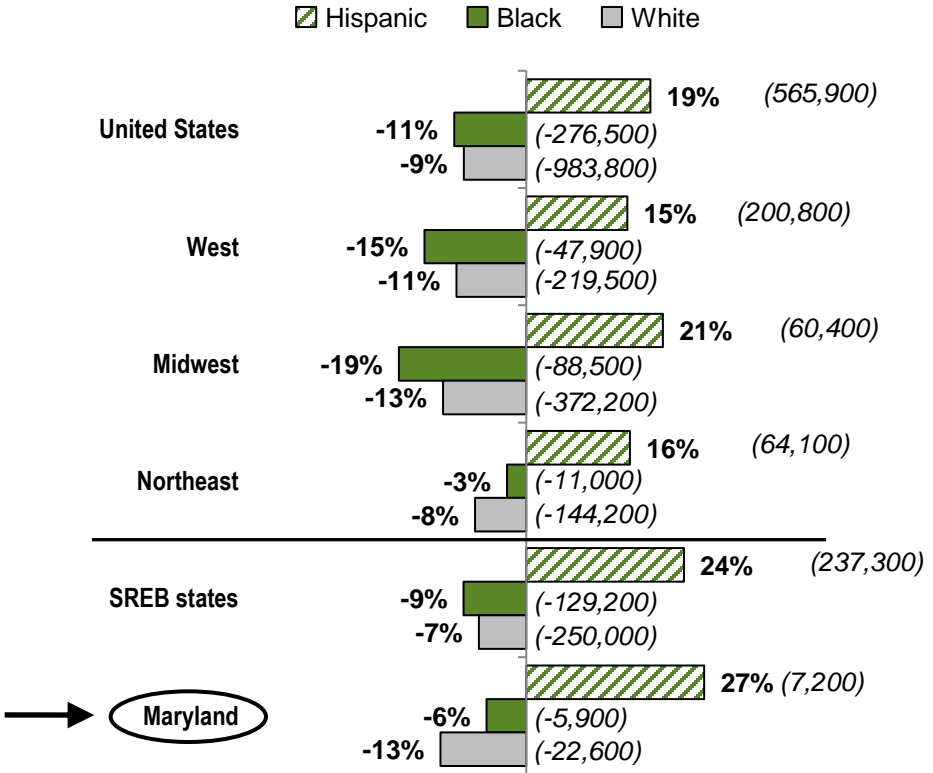 Hispanic Black White
19% (565,900)
United States -11% (-276,500)
-9% (-983,800)
15% (200,800)
West -15% (-47,900)
-11% (-219,500)
21% (60,400)
Midwest -19% (-88,500)
-13% (-372,200)
16% (64,100)
Northeast -3% (-11,000)
-8% (-144,200)
24% (237,300)
SREB states -9% (-129,200)
-7% (-250,000)
27% (7,200)
Maryland -6% (-5,900)
-13% (-22,600)